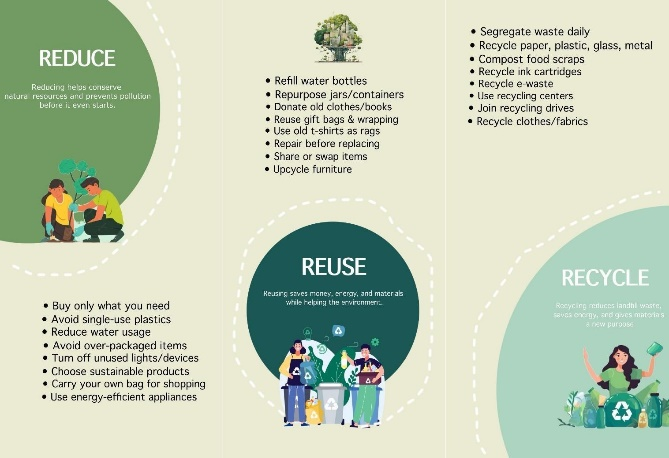 REDUCE
Reducing helps conserve
natural resources and prevents pollution
before it even starts.
• Buy only what you need
• Avoid single-use plastics
• Reduce water usage
• Avoid over-packaged items
• Turn off unused lights/devices
• Choose sustainable products
• Carry your own bag for shopping
• Use energy-efficient appliances
• Refill water bottles
• Repurpose jars/containers
• Donate old clothes/books
• Reuse gift bags & wrapping
• Use old t-shirts as rags
• Repair before replacing
• Share or swap items
• Upcycle furniture
REUSE
Reusing saves money, energy, and materials
while helping the environment.
• Segregate waste daily
• Recycle paper, plastic, glass, metal
• Compost food scraps
• Recycle ink cartridges
• Recycle e-waste
• Use recycling centers
• Join recycling drives
• Recycle clothes/fabrics
RECYCLE
Recycling reduces landfill waste,
saves energy, and gives materials
a new purpose